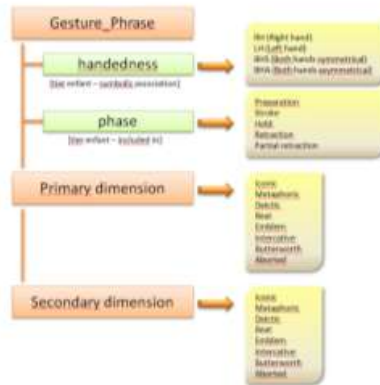 Gesture_Phrase
handedness
[tier enfant – symbolic association]
RH (Right hand)
LH (Left hand)
BHS (Both hands symmetrical)
BHA (Both hands asymmetrical)
phase
[tier enfant – included in]
Preparation
Stroke
Hold
Retraction
Partial retraction
Primary dimension
Iconic
Metaphoric
Deictic
Beat
Emblem
Butterworth
Aborted
Secondary dimension
Iconic
Metaphoric
Deictic
Beat
Emblem
Butterworth
Aborted